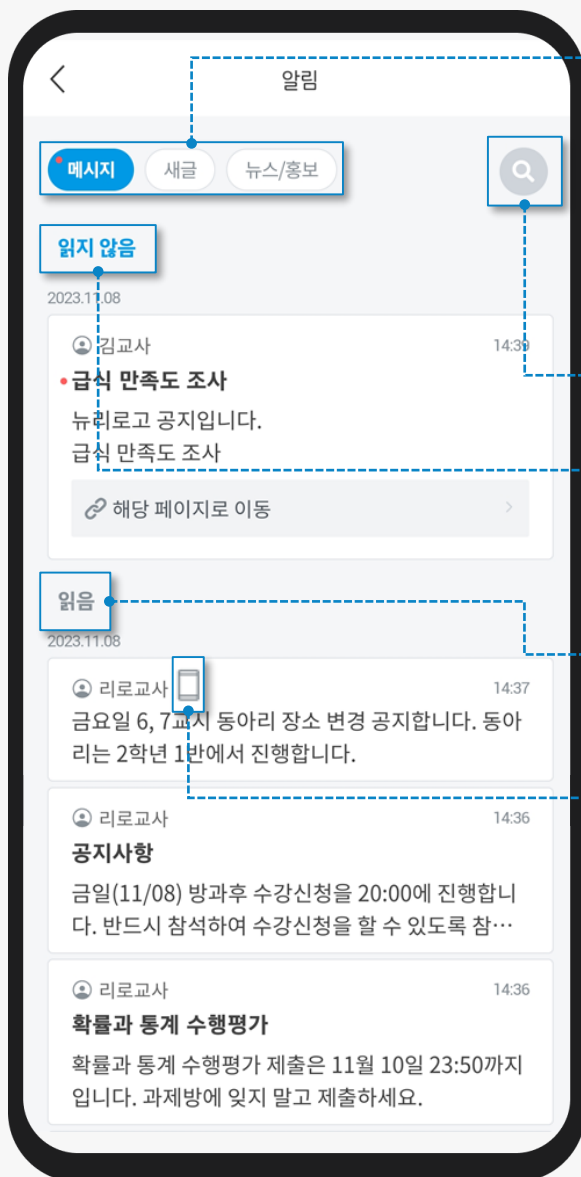 알림
메시지 새글 뉴스/홍보
읽지 않음
2023.11.08
김교사 14:39
급식 만족도 조사
뉴리로고 공지입니다.
급식 만족도 조사
해당 페이지로 이동
읽음
2023.11.08
리로교사 14:37
금요일 6, 7교시 동아리 장소 변경 공지합니다. 동아
리는 2학년 1반에서 진행합니다.
리로교사 14:36
공지사항
금일(11/08) 방과후 수강신청을 20:00에 진행합니
다. 반드시 참석하여 수강신청을 할 수 있도록 참…
리로교사 14:36
확률과 통계 수행평가
확률과 통계 수행평가 제출은 11월 10일 23:50까지
입니다. 과제방에 잊지 말고 제출하세요.